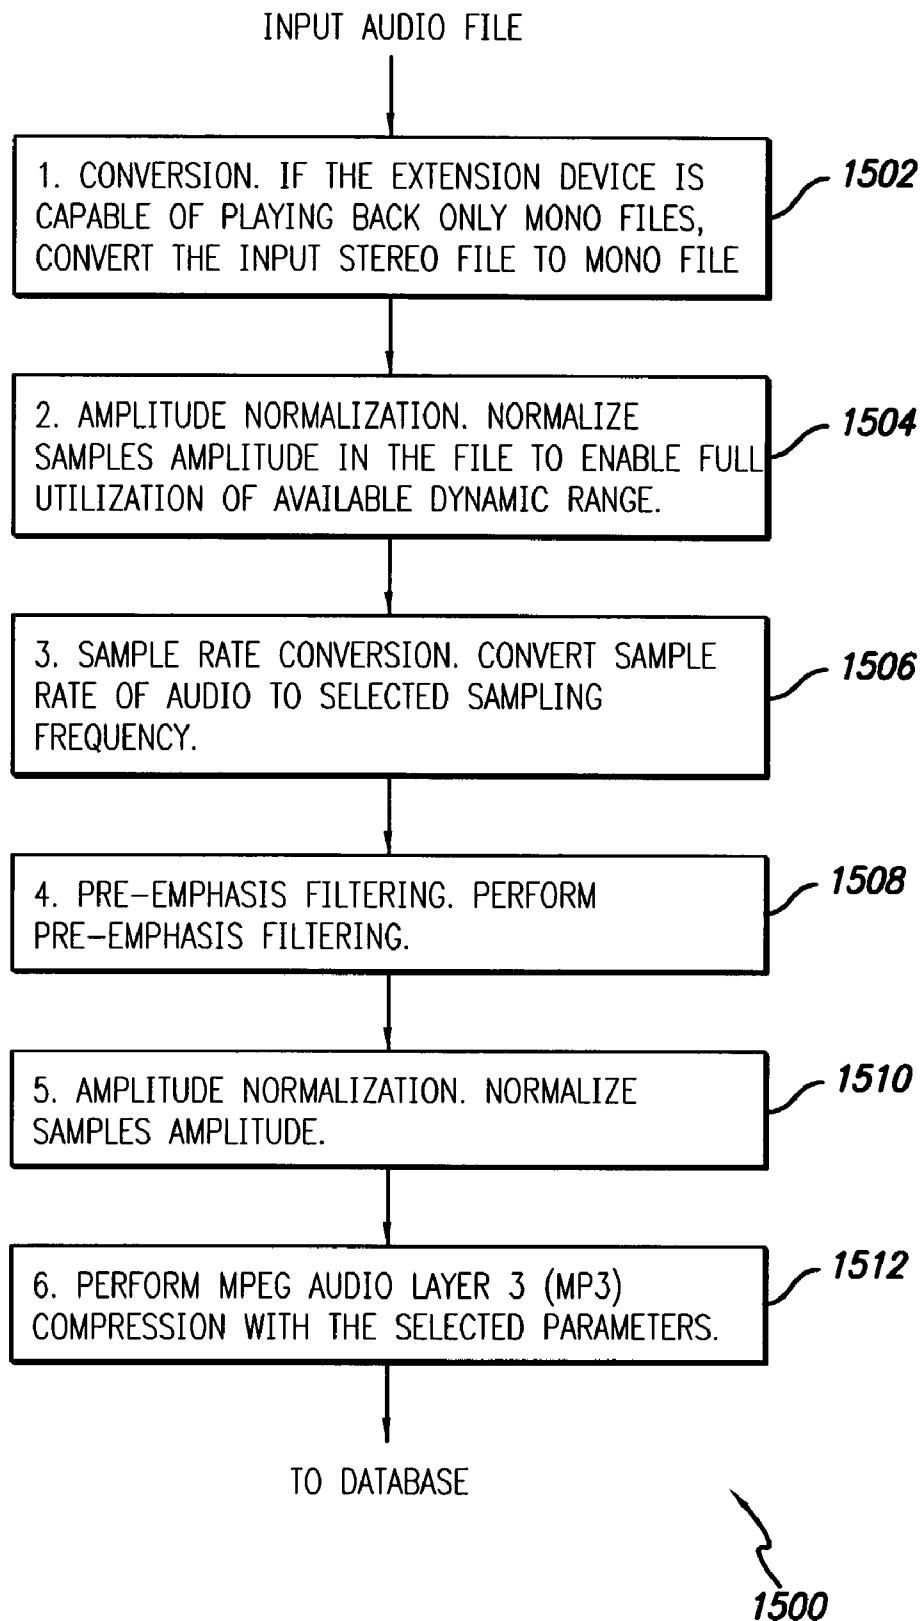 INPUT AUDIO FILE
1. CONVERSION. IF THE EXTENSION DEVICE IS
CAPABLE OF PLAYING BACK ONLY MONO FILES,
CONVERT THE INPUT STEREO FILE TO MONO FILE
1502
2. AMPLITUDE NORMALIZATION. NORMALIZE
SAMPLES AMPLITUDE IN THE FILE TO ENABLE FULL
UTILIZATION OF AVAILABLE DYNAMIC RANGE.
1504
3. SAMPLE RATE CONVERSION. CONVERT SAMPLE
RATE OF AUDIO TO SELECTED SAMPLING
FREQUENCY.
1506
4. PRE-EMPHASIS FILTERING. PERFORM
PRE-EMPHASIS FILTERING.
1508
5. AMPLITUDE NORMALIZATION. NORMALIZE
SAMPLES AMPLITUDE.
1510
6. PERFORM MPEG AUDIO LAYER 3 (MP3)
COMPRESSION WITH THE SELECTED PARAMETERS.
1512
TO DATABASE
1500